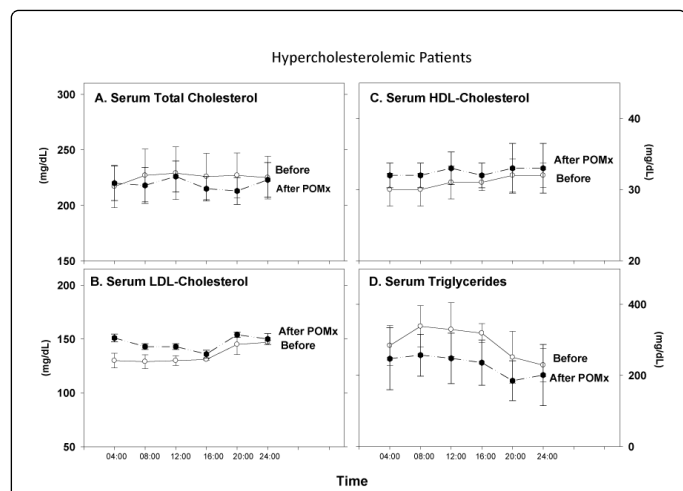 Hypercholesterolemic Patients
A. Serum Total Cholesterol
300
250
200
150
(mg/dL)
Before
After POMx
C. Serum HDL-Cholesterol
40
30
20
(mg/dL)
After POMx
Before
B. Serum LDL-Cholesterol
200
150
100
50
(mg/dL)
After POMx
Before
04:00 08:00 12:00 16:00 20:00 24:00
D. Serum Triglycerides
400
200
0
(mg/dL)
Before
After POMx
04:00 08:00 12:00 16:00 20:00 24:00
Time